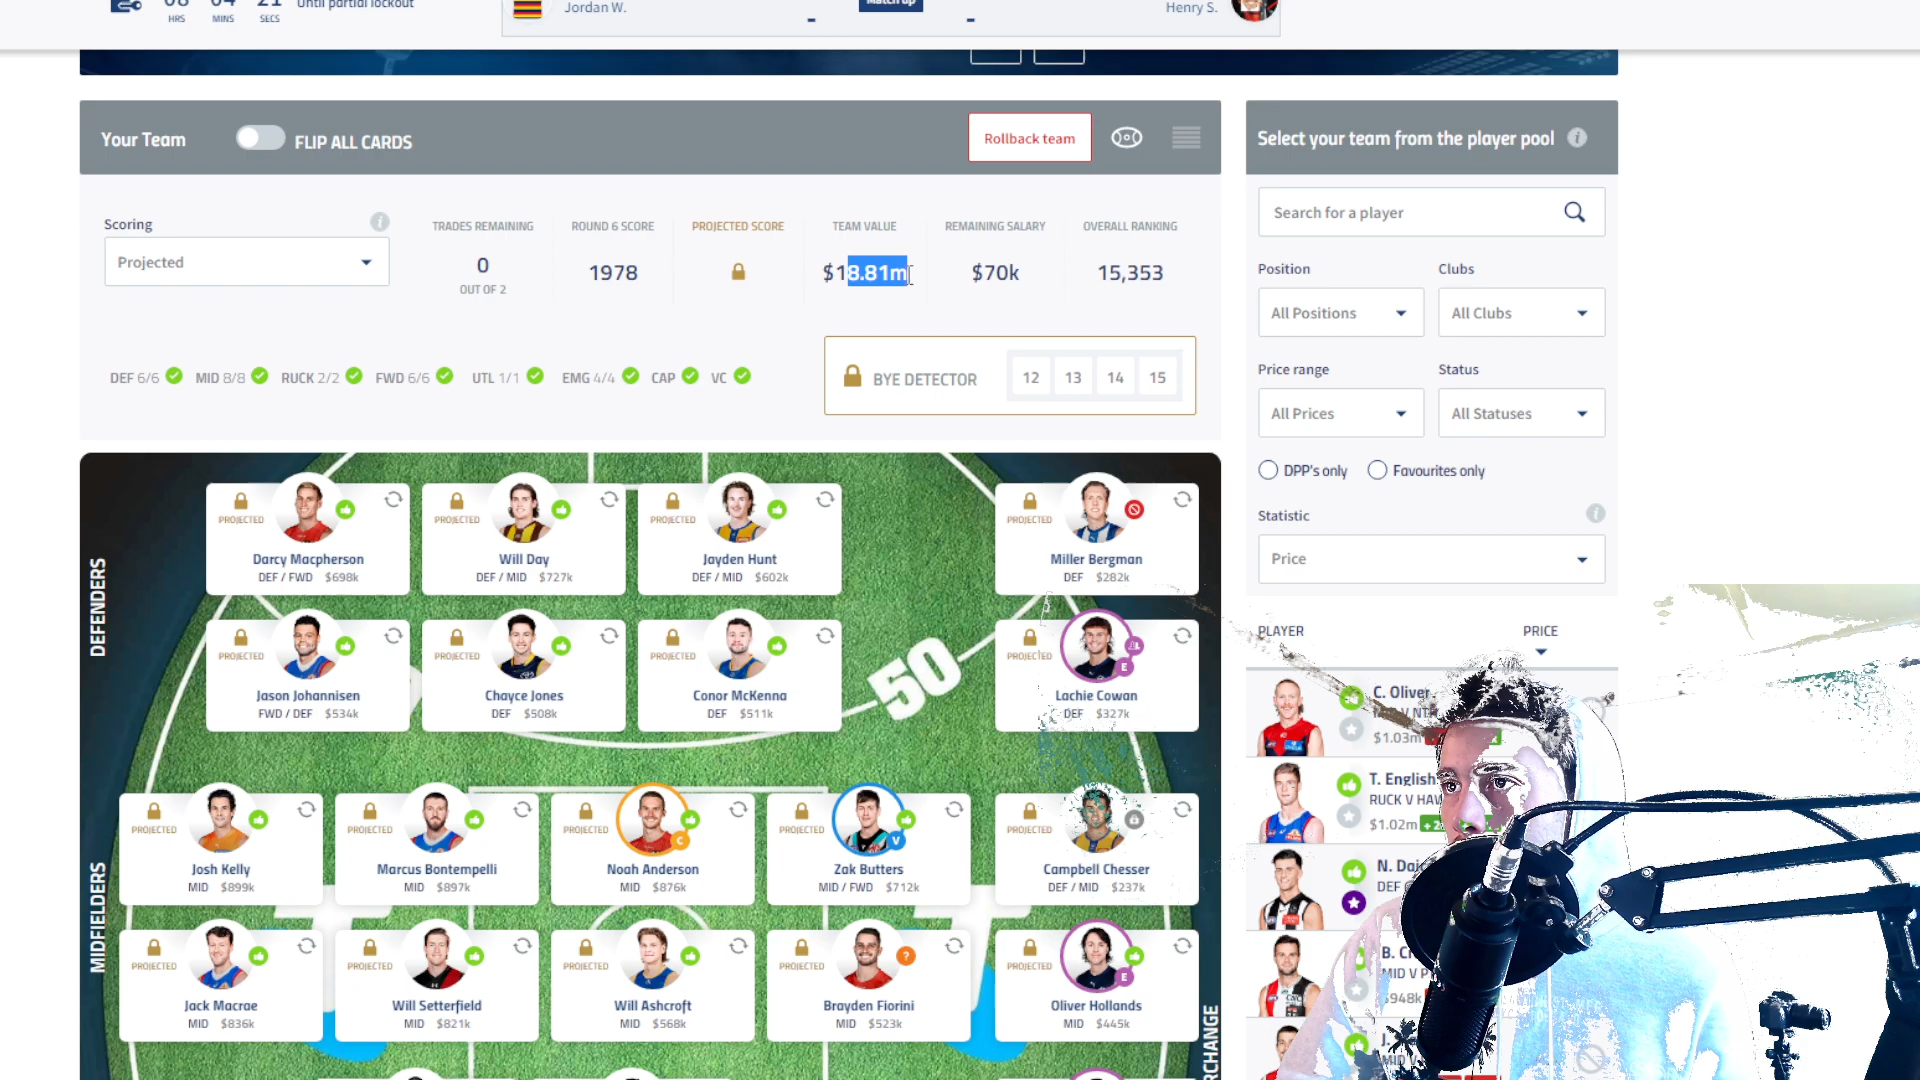 08 04 21 Until partial lockout
HRS MINS SECS
Jordan W. - Match up - Henry S.
Your Team FLIP ALL CARDS Rollback team
Scoring
Projected
TRADES REMAINING
0
OUT OF 2
ROUND 6 SCORE
1978
PROJECTED SCORE
TEAM VALUE
$18.81m
REMAINING SALARY
$70k
OVERALL RANKING
15,353
DEF 6/6 MID 8/8 RUCK 2/2 FWD 6/6 UTL 1/1 EMG 4/4 CAP VC
BYE DETECTOR 12 13 14 15
DEFENDERS
PROJECTED
Darcy Macpherson
DEF / FWD $698k
PROJECTED
Will Day
DEF / MID $727k
PROJECTED
Jayden Hunt
DEF / MID $602k
PROJECTED
Miller Bergman
DEF $282k
PROJECTED
Jason Johannisen
FWD / DEF $534k
PROJECTED
Chayce Jones
DEF $508k
PROJECTED
Conor McKenna
DEF $511k
50
PROJECTED
E
Lachie Cowan
DEF $327k
MIDFIELDERS
PROJECTED
Josh Kelly
MID $899k
PROJECTED
Marcus Bontempelli
MID $897k
PROJECTED
C
Noah Anderson
MID $876k
PROJECTED
V
Zak Butters
MID / FWD $712k
PROJECTED
Campbell Chesser
DEF / MID $237k
PROJECTED
Jack Macrae
MID $836k
PROJECTED
Will Setterfield
MID $821k
PROJECTED
Will Ashcroft
MID $568k
PROJECTED
?
Brayden Fiorini
MID $523k
PROJECTED
E
Oliver Hollands
MID $445k
RCHANGE
Select your team from the player pool
Search for a player
Position Clubs
All Positions All Clubs
Price range Status
All Prices All Statuses
DPP's only Favourites only
Statistic
Price
PLAYER PRICE
C. Oliver
$1.03m
T. English
RUCK V HAW
$1.02m
DEF
$948k